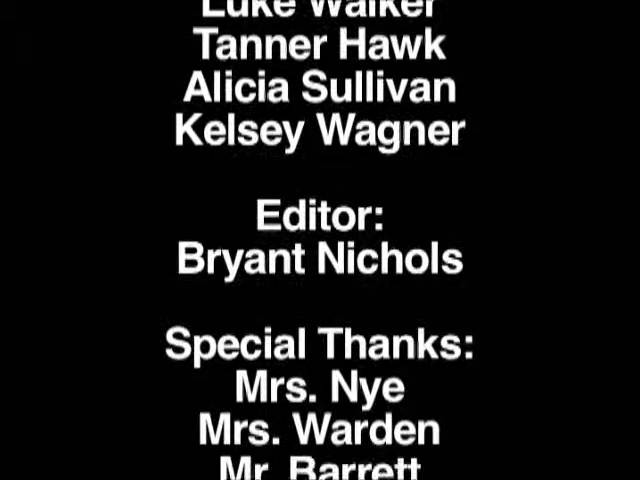 Luke Walker
Tanner Hawk
Alicia Sullivan
Kelsey Wagner
Editor:
Bryant Nichols
Special Thanks:
Mrs. Nye
Mrs. Warden
Mr. Barrett